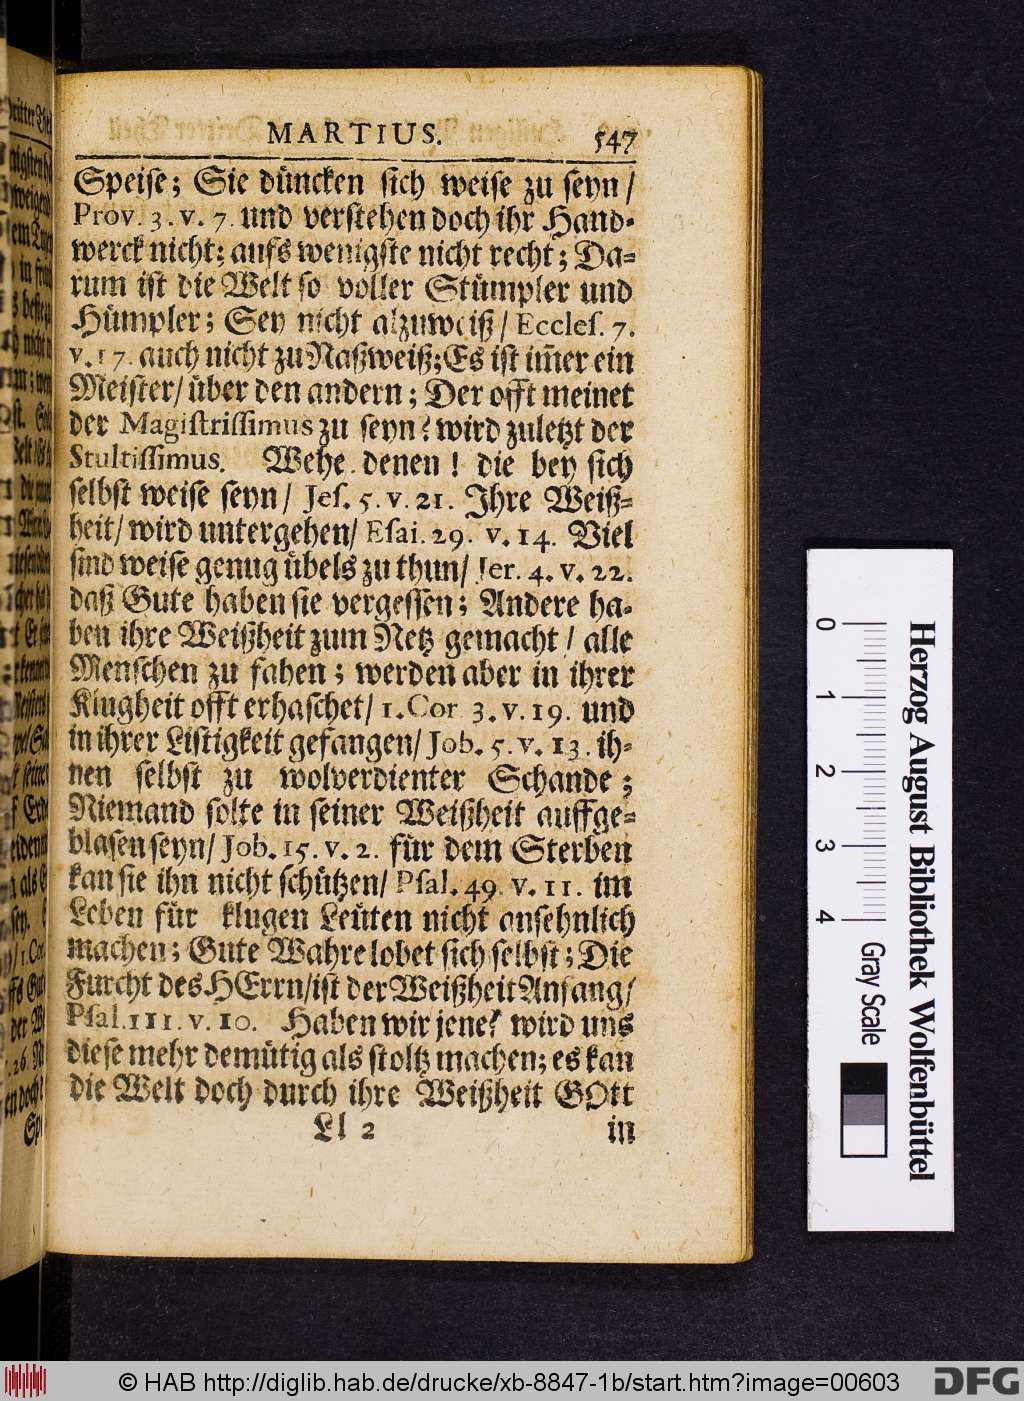 MARTIUS. 547
Speise; Sie düncken sich weise zu seyn/
Prov. 3. v. 7. und verstehen doch ihr Hand-
werck nicht; aufs wenigste nicht recht; Da-
rum ist die Welt so voller Stümpler und
Hümpler; Sey nicht alzuweiß/ Eccles. 7.
v. 17. auch nicht zu Naßweiß; Es ist im̃er ein
Meister/ über den andern; Der offt meinet
der Magistrissimus zu seyn? wird zuletzt der
Stultissimus. Wehe denen! die bey sich
selbst weise seyn/ Jes. 5. v. 21. Ihre Weiß-
heit/ wird untergehen/ Esai. 29. v. 14. Viel
sind weise genug übels zu thun/ Jer. 4. v. 22.
daß Gute haben sie vergessen; Andere ha-
ben ihre Weißheit zum Netz gemacht/ alle
Menschen zu fahen; werden aber in ihrer
Klugheit offt erhaschet/ 1. Cor 3. v. 19. und
in ihrer Listigkeit gefangen/ Job. 5. v. 13. ih-
nen selbst zu wolverdienter Schande;
Niemand solte in seiner Weißheit auffge-
blasen seyn/ Job. 15. v. 2. für dem Sterben
kan sie ihn nicht schützen/ Psal. 49. v. 11. im
Leben für klugen Leüten nicht ansehnlich
machen; Gute Wahre lobet sich selbst; Die
Furcht des HErrn/ ist der Weißheit Anfang/
Psal. 111. v. 10. Haben wir jene? wird uns
diese mehr demütig als stoltz machen; es kan
die Welt doch durch ihre Weißheit GOtt
Ll 2 in
0 1 2 3 4
Gray Scale
Herzog August Bibliothek Wolfenbüttel
© HAB http://diglib.hab.de/drucke/xb-8847-1b/start.htm?image=00603
DFG